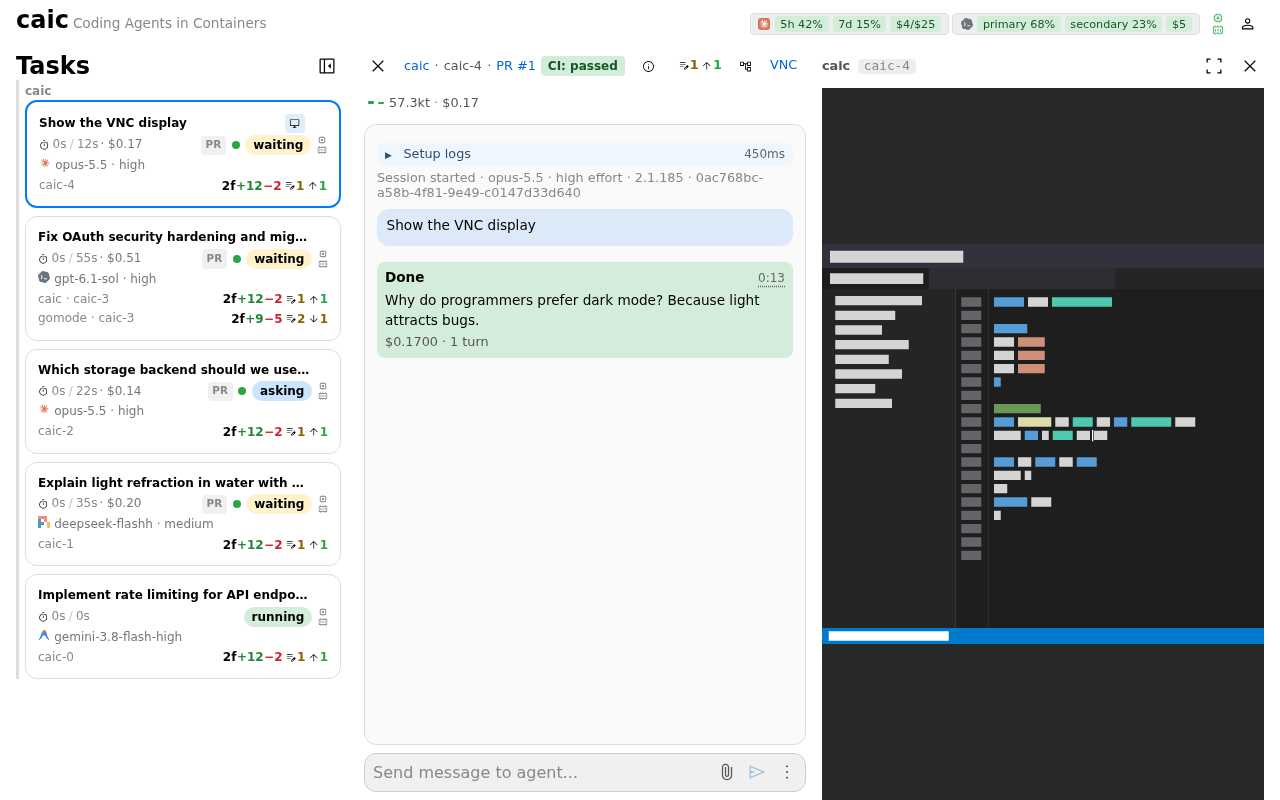 caic Coding Agents in Containers
5h 42% 7d 15% $4/$25 primary 68% secondary 23% $5
Tasks
caic
Show the VNC display
0s / 12s · $0.17 PR waiting
opus-5.5 · high
caic-4 2f+12−2 1 1
Fix OAuth security hardening and mig…
0s / 55s · $0.51 PR waiting
gpt-6.1-sol · high
caic · caic-3 2f+12−2 1 1
gomode · caic-3 2f+9−5 2 1
Which storage backend should we use…
0s / 22s · $0.14 PR asking
opus-5.5 · high
caic-2 2f+12−2 1 1
Explain light refraction in water with …
0s / 35s · $0.20 PR waiting
deepseek-flashh · medium
caic-1 2f+12−2 1 1
Implement rate limiting for API endpo…
0s / 0s running
gemini-3.8-flash-high
caic-0 2f+12−2 1 1
caic · caic-4 · PR #1 CI: passed 1 1 VNC
57.3kt · $0.17
Setup logs 450ms
Session started · opus-5.5 · high effort · 2.1.185 · 0ac768bc-
a58b-4f81-9e49-c0147d33d640
Show the VNC display
Done 0:13
Why do programmers prefer dark mode? Because light
attracts bugs.
$0.1700 · 1 turn
Send message to agent...
caic caic-4